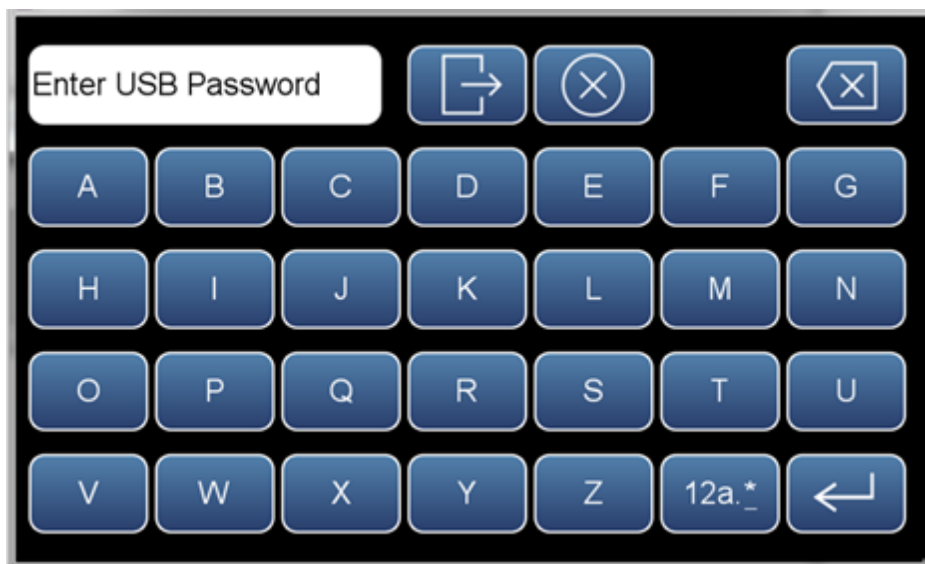 Enter USB Password
A B C D E F G
H I J K L M N
O P Q R S T U
V W X Y Z 12a.*_